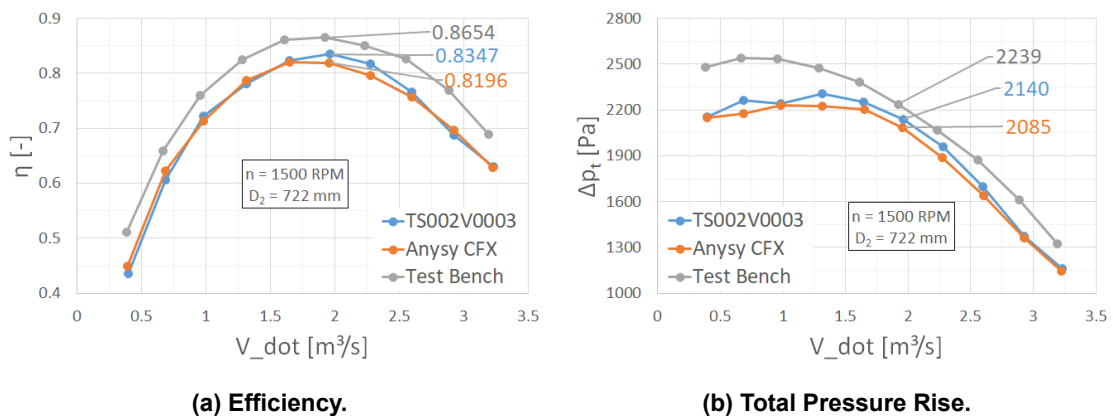 0.9
0.8
0.7
0.6
0.5
0.4
η [-]
0.8654
0.8347
0.8196
n = 1500 RPM
D₂ = 722 mm
TS002V0003
Anysy CFX
Test Bench
0 0.5 1 1.5 2 2.5 3 3.5
V_dot [m³/s]
(a) Efficiency.
2800
2500
2200
1900
1600
1300
1000
Δpₜ [Pa]
2239
2140
2085
n = 1500 RPM
D₂ = 722 mm
TS002V0003
Anysy CFX
Test Bench
0 0.5 1 1.5 2 2.5 3 3.5
V_dot [m³/s]
(b) Total Pressure Rise.